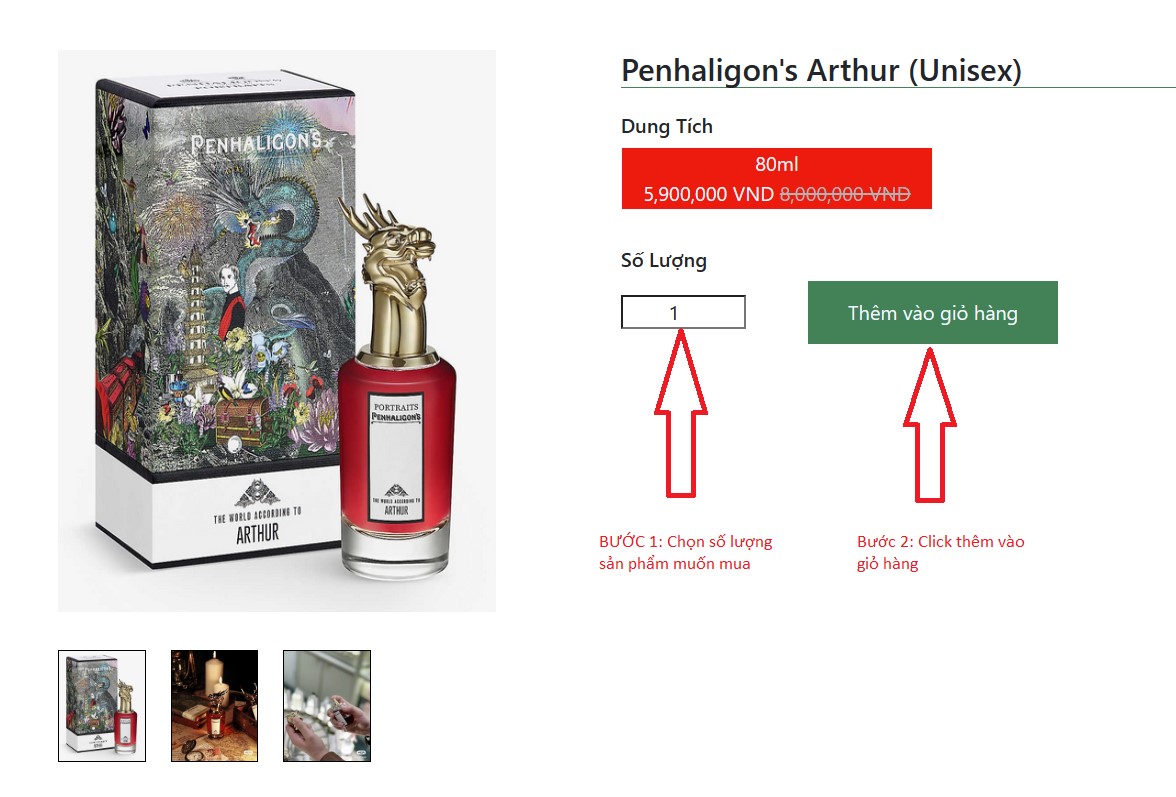 Penhaligon's Arthur (Unisex)
Dung Tích
80ml
5,900,000 VND 8,000,000 VND
Số Lượng
1
Thêm vào giỏ hàng
BƯỚC 1: Chọn số lượng
sản phẩm muốn mua
Bước 2: Click thêm vào
giỏ hàng
PENHALIGON'S
THE WORLD ACCORDING TO
ARTHUR
PORTRAITS
PENHALIGON'S
THE WORLD ACCORDING TO
ARTHUR